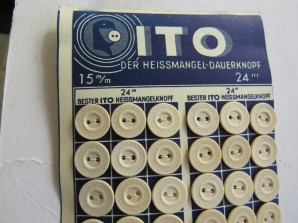 ITO
DER HEISSMANGEL-DAUERKNOPF
15 m/m 24'''
24''' 24'''
BESTER ITO HEISSMANGELKNOPF BESTER ITO HEISSMANGELKNOPF